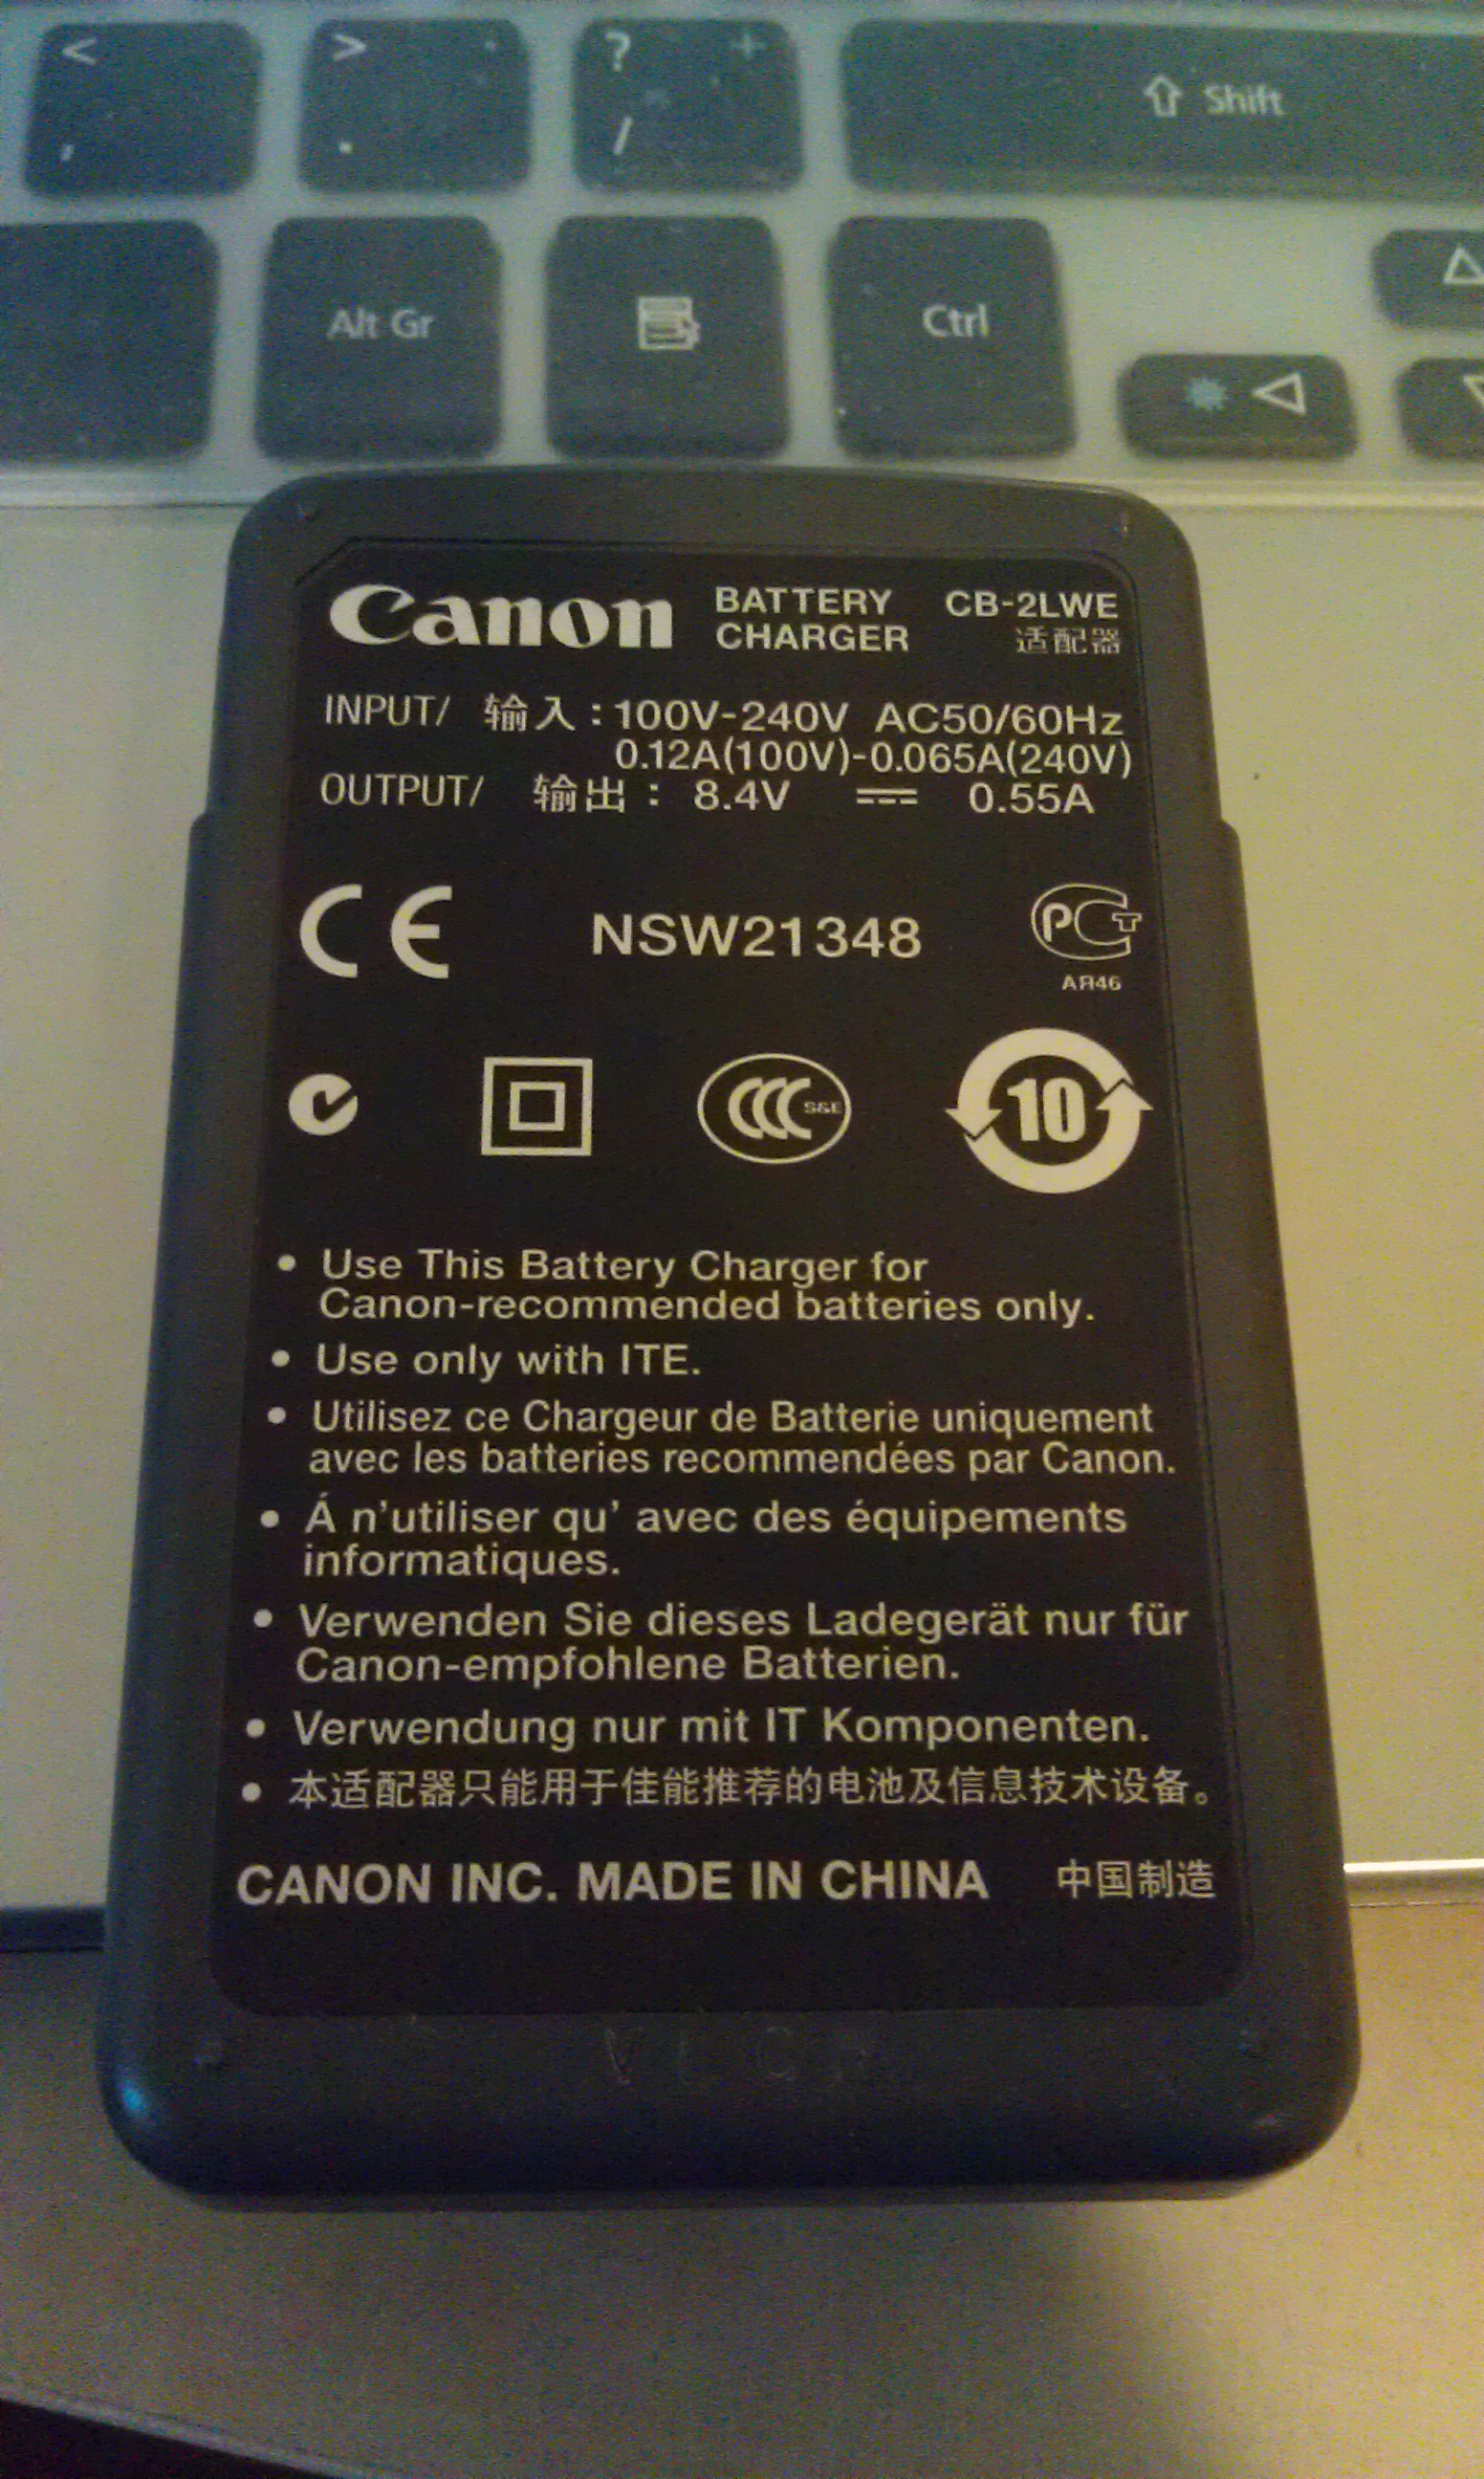 < > ? +
, . / ⇧ Shift
Alt Gr Ctrl
Canon BATTERY CHARGER CB-2LWE
适配器
INPUT/ 输入：100V-240V AC50/60Hz
0.12A(100V)-0.065A(240V)
OUTPUT/ 输出： 8.4V ⎓ 0.55A
CE NSW21348 PCT
АЯ46
CCC S&E 10
• Use This Battery Charger for
Canon-recommended batteries only.
• Use only with ITE.
• Utilisez ce Chargeur de Batterie uniquement
avec les batteries recommendées par Canon.
• Á n'utiliser qu' avec des équipements
informatiques.
• Verwenden Sie dieses Ladegerät nur für
Canon-empfohlene Batterien.
• Verwendung nur mit IT Komponenten.
• 本适配器只能用于佳能推荐的电池及信息技术设备。
CANON INC. MADE IN CHINA 中国制造